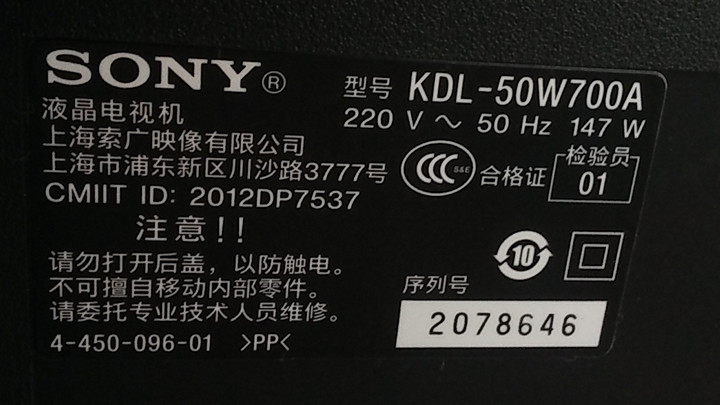 SONY®
型号 KDL-50W700A
液晶电视机
220 V ～ 50 Hz 147 W
上海索广映像有限公司
上海市浦东新区川沙路3777号
CCC S&E 合格证 检验员 01
CMIIT ID: 2012DP7537
注意!!
10
请勿打开后盖，以防触电。
不可擅自移动内部零件。
请委托专业技术人员维修。
序列号
2078646
4-450-096-01 >PP<